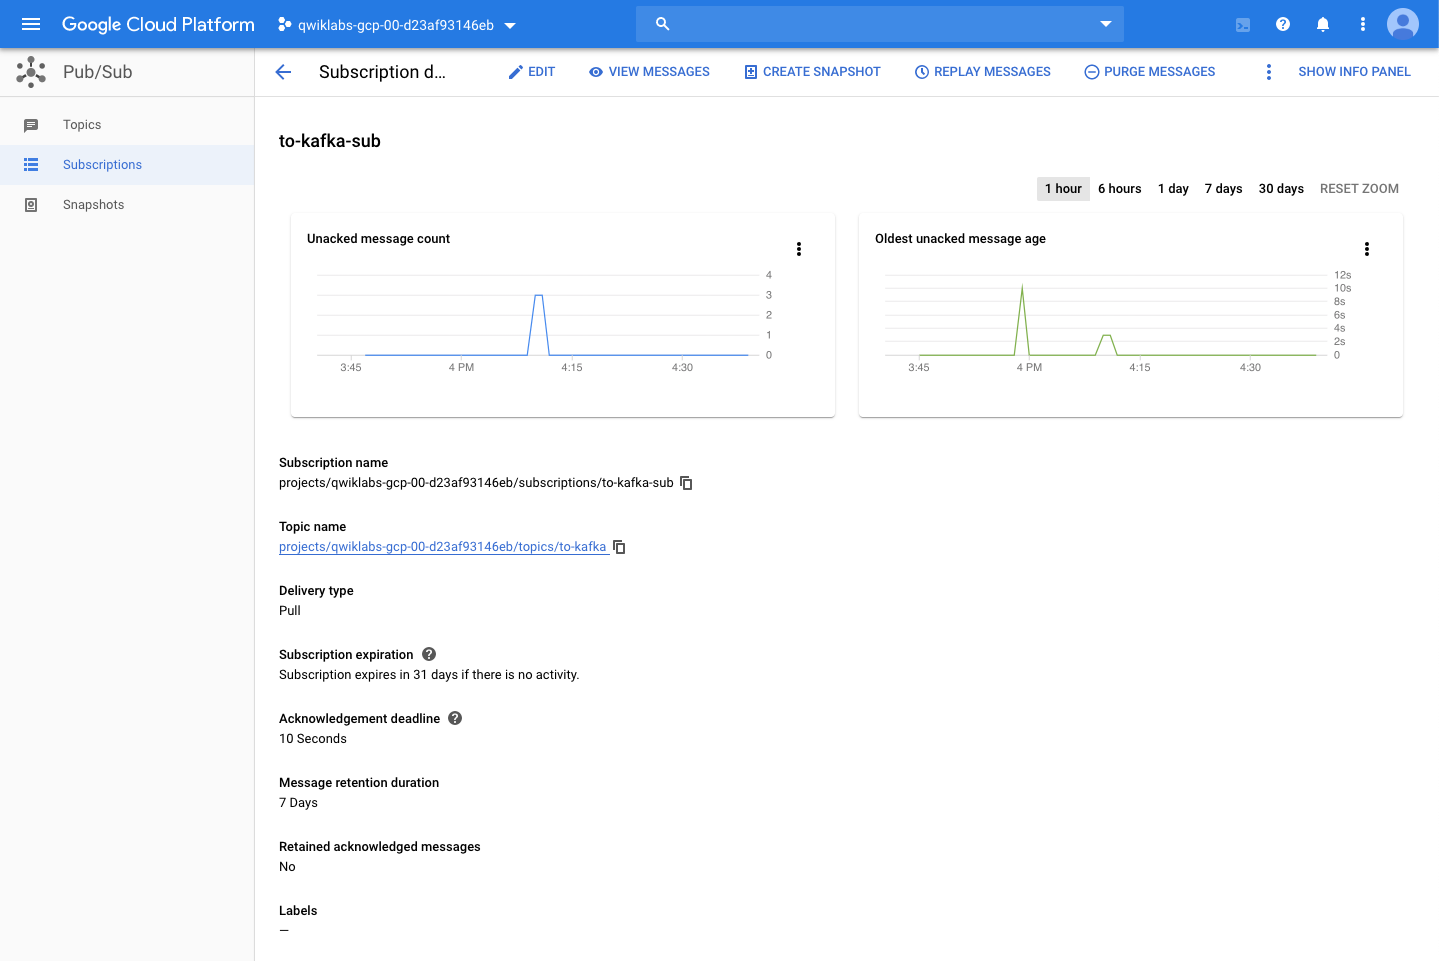 Google Cloud Platform qwiklabs-gcp-00-d23af93146eb
Pub/Sub
Subscription d... EDIT VIEW MESSAGES CREATE SNAPSHOT REPLAY MESSAGES PURGE MESSAGES SHOW INFO PANEL
Topics
Subscriptions
Snapshots
to-kafka-sub
1 hour 6 hours 1 day 7 days 30 days RESET ZOOM
Unacked message count
4
3
2
1
0
3:45 4 PM 4:15 4:30
Oldest unacked message age
12s
10s
8s
6s
4s
2s
0
3:45 4 PM 4:15 4:30
Subscription name
projects/qwiklabs-gcp-00-d23af93146eb/subscriptions/to-kafka-sub
Topic name
projects/qwiklabs-gcp-00-d23af93146eb/topics/to-kafka
Delivery type
Pull
Subscription expiration
Subscription expires in 31 days if there is no activity.
Acknowledgement deadline
10 Seconds
Message retention duration
7 Days
Retained acknowledged messages
No
Labels
—